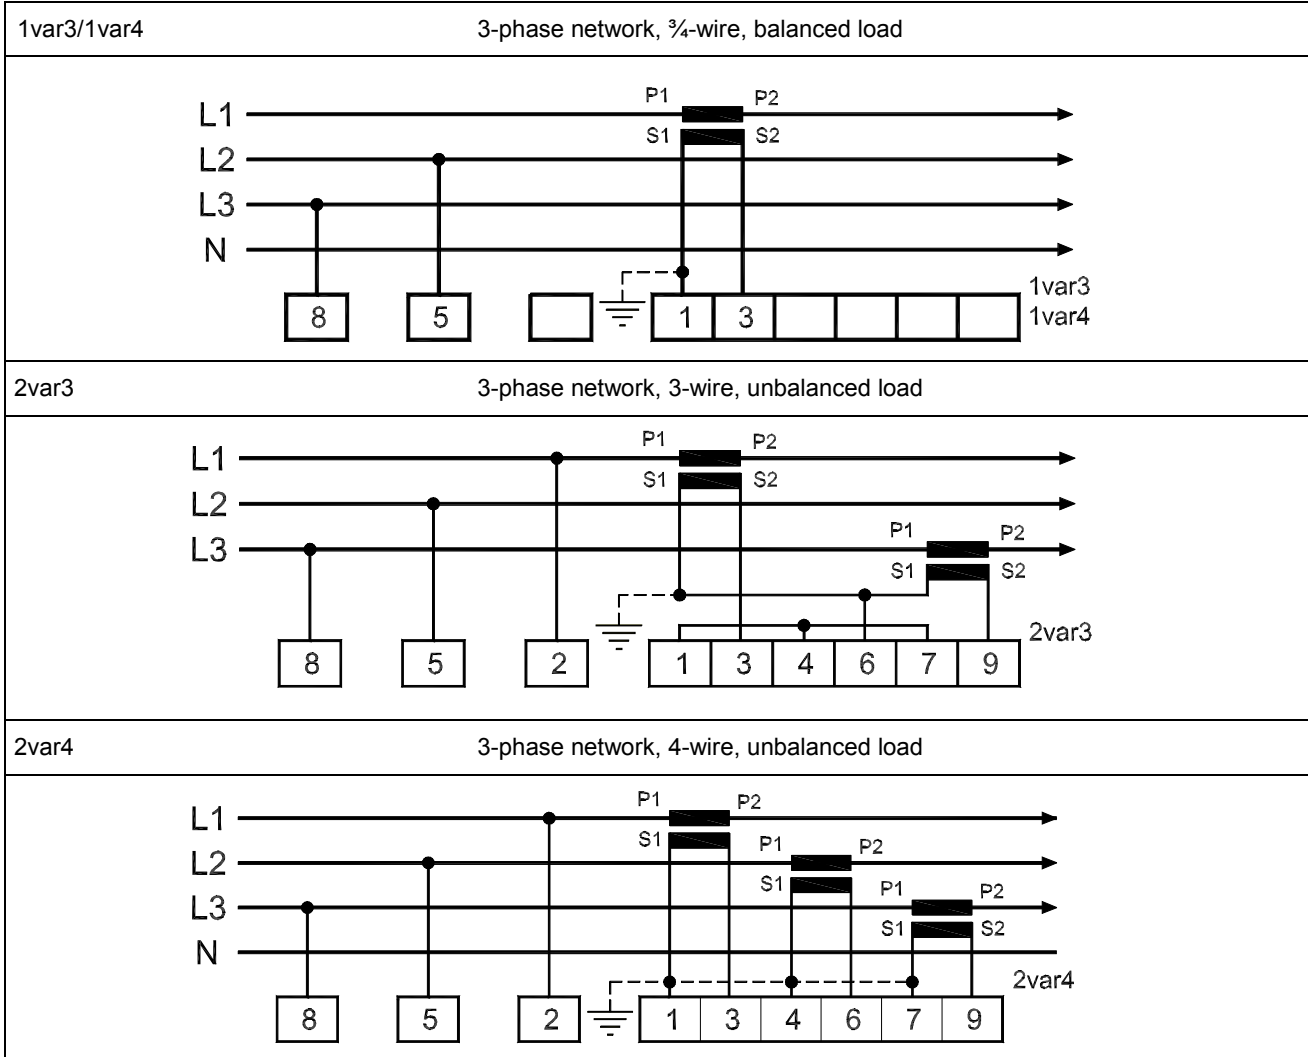 1var3/1var4 3-phase network, ¾-wire, balanced load
P1 P2
L1
S1 S2
L2
L3
N
1var3
8 5 1 3 1var4
2var3 3-phase network, 3-wire, unbalanced load
P1 P2
L1
S1 S2
L2
P1 P2
L3
S1 S2
2var3
8 5 2 1 3 4 6 7 9
2var4 3-phase network, 4-wire, unbalanced load
P1 P2
L1
S1 P1 P2
L2
S1 P1 P2
L3
S1 S2
N
2var4
8 5 2 1 3 4 6 7 9